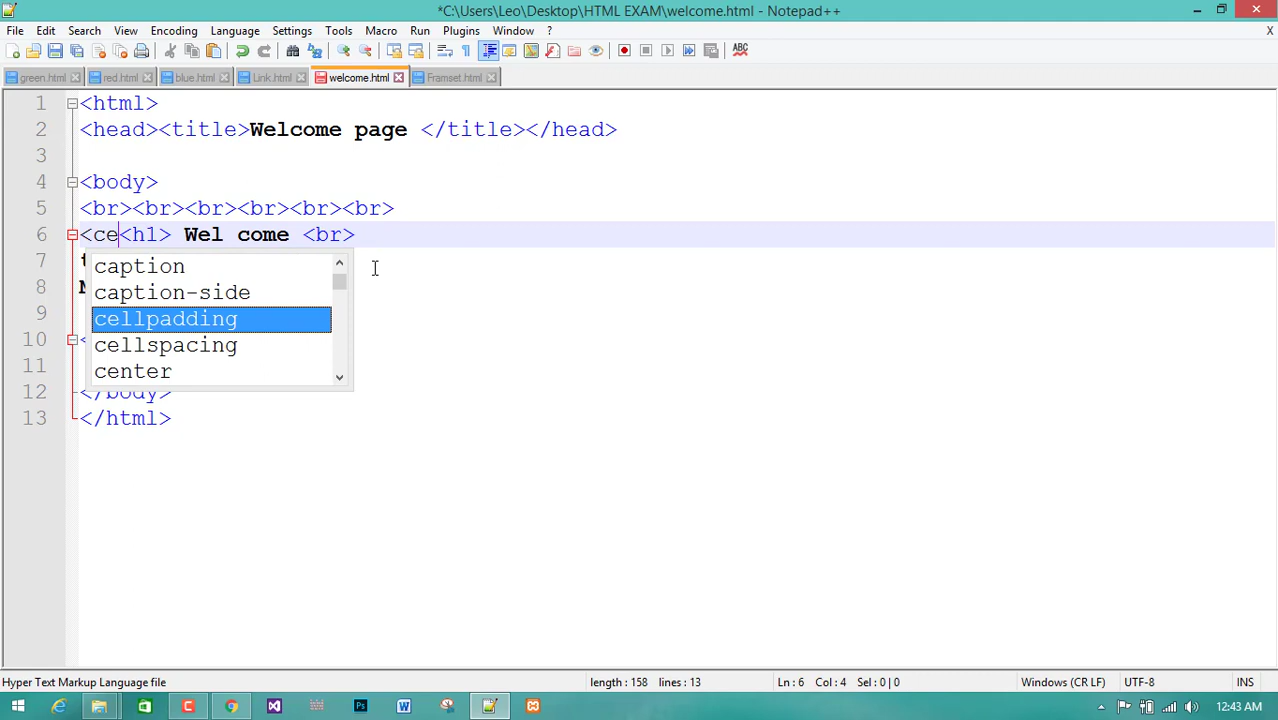 *C:\Users\Leo\Desktop\HTML EXAM\welcome.html - Notepad++
File Edit Search View Encoding Language Settings Tools Macro Run Plugins Window ? X
green.html red.html blue.html Link.html welcome.html Framset.html
1 <html>
2 <head><title>Welcome page </title></head>
3
4 <body>
5 <br><br><br><br><br><br>
6 <ce<h1> Wel come <br>
7
caption
8
caption-side
9
cellpadding
10
cellspacing
11
center
12 </body>
13 </html>
Hyper Text Markup Language file length : 158 lines : 13 Ln : 6 Col : 4 Sel : 0 | 0 Windows (CR LF) UTF-8 INS
12:43 AM